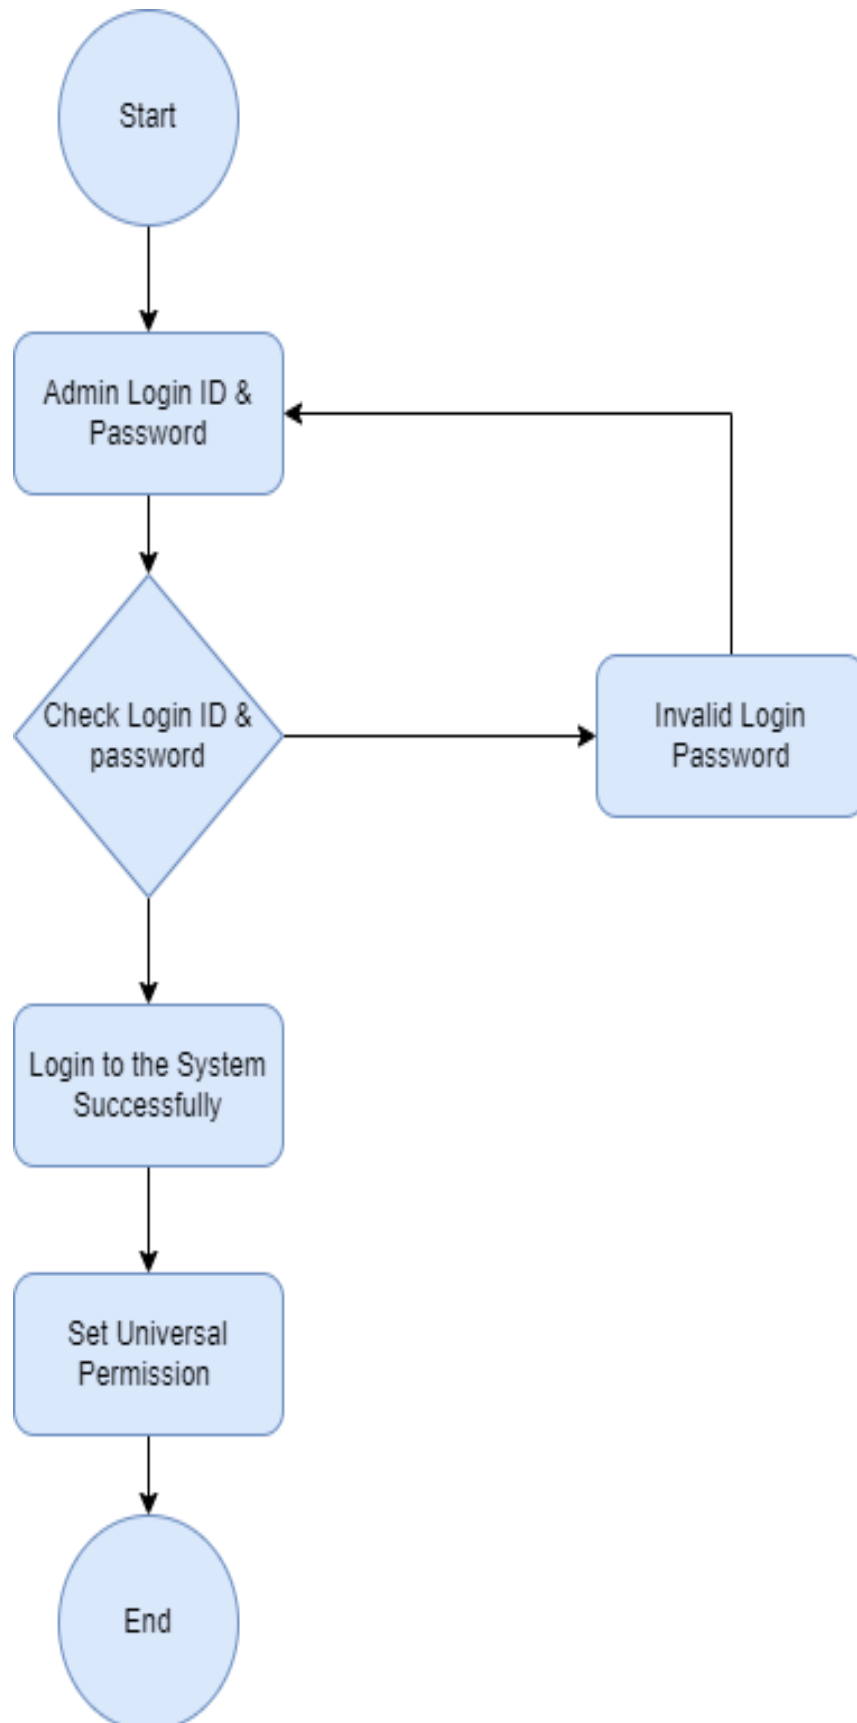 Start
Admin Login ID &
Password
Check Login ID &
password
Invalid Login
Password
Login to the System
Successfully
Set Universal
Permission
End